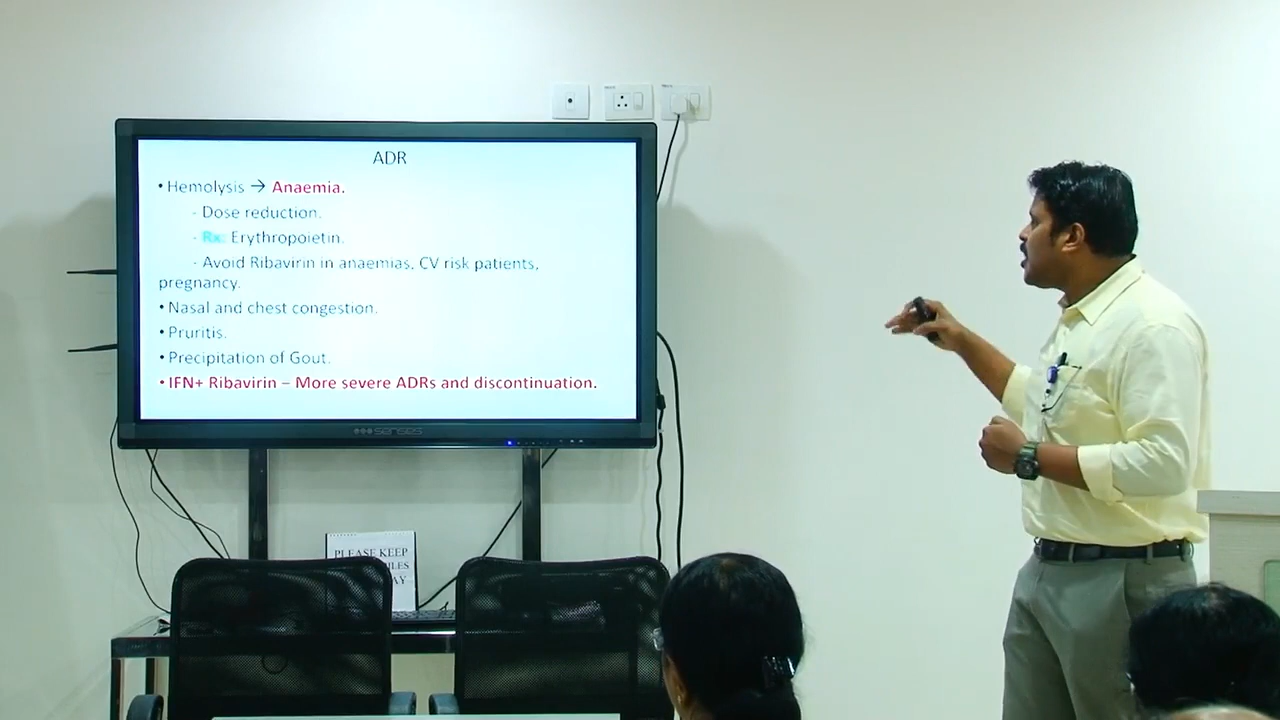 ADR
• Hemolysis → Anaemia.
- Dose reduction.
- Rx: Erythropoietin.
- Avoid Ribavirin in anaemias, CV risk patients,
pregnancy.
• Nasal and chest congestion.
• Pruritis.
• Precipitation of Gout.
• IFN+ Ribavirin – More severe ADRs and discontinuation.
senses
PLEASE KEEP